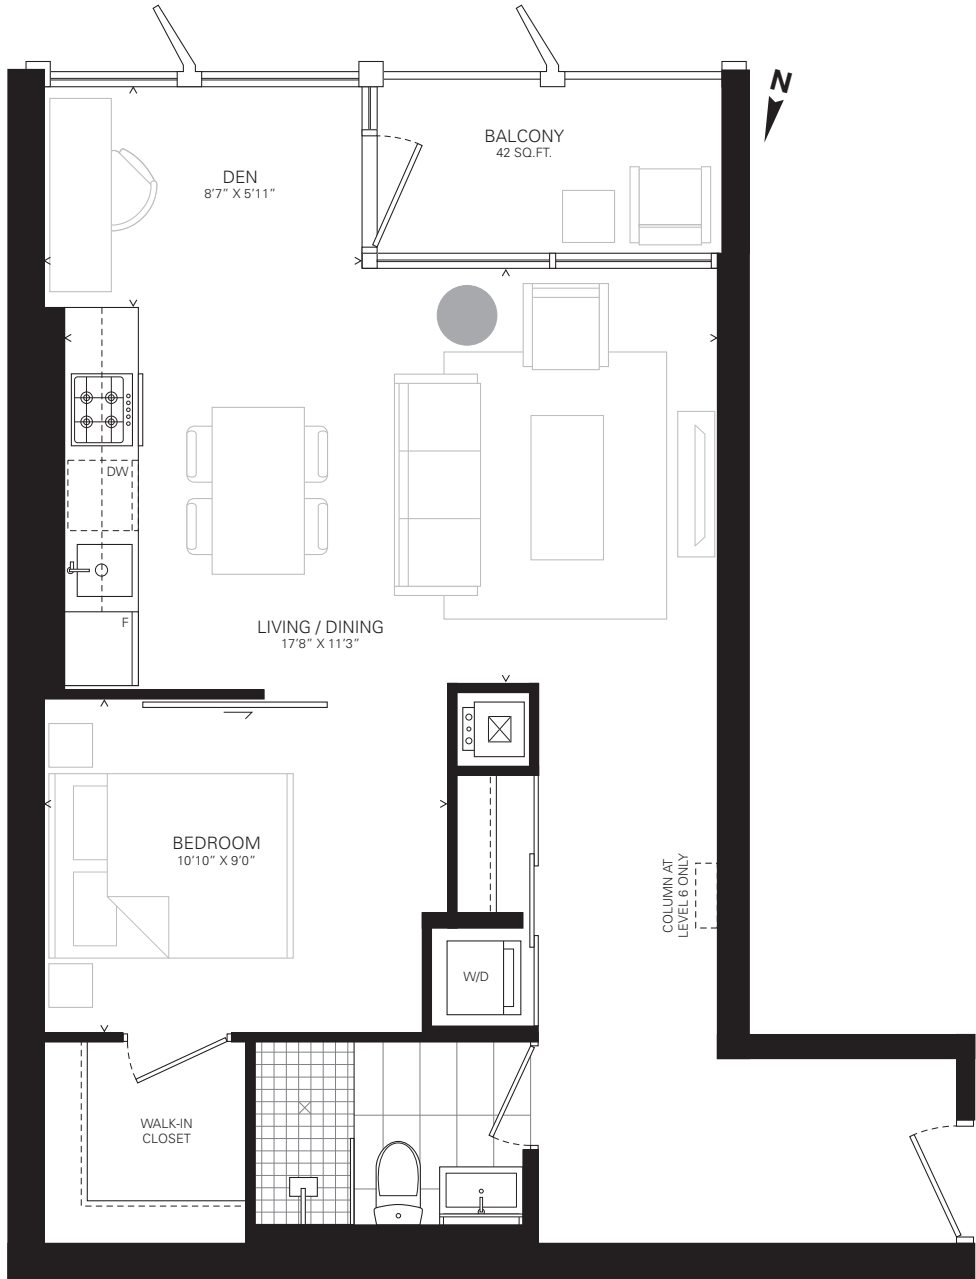 N
BALCONY
42 SQ.FT.
DEN
8'7" X 5'11"
DW
F
LIVING / DINING
17'8" X 11'3"
BEDROOM
10'10" X 9'0"
COLUMN AT
LEVEL 6 ONLY
W/D
WALK-IN
CLOSET